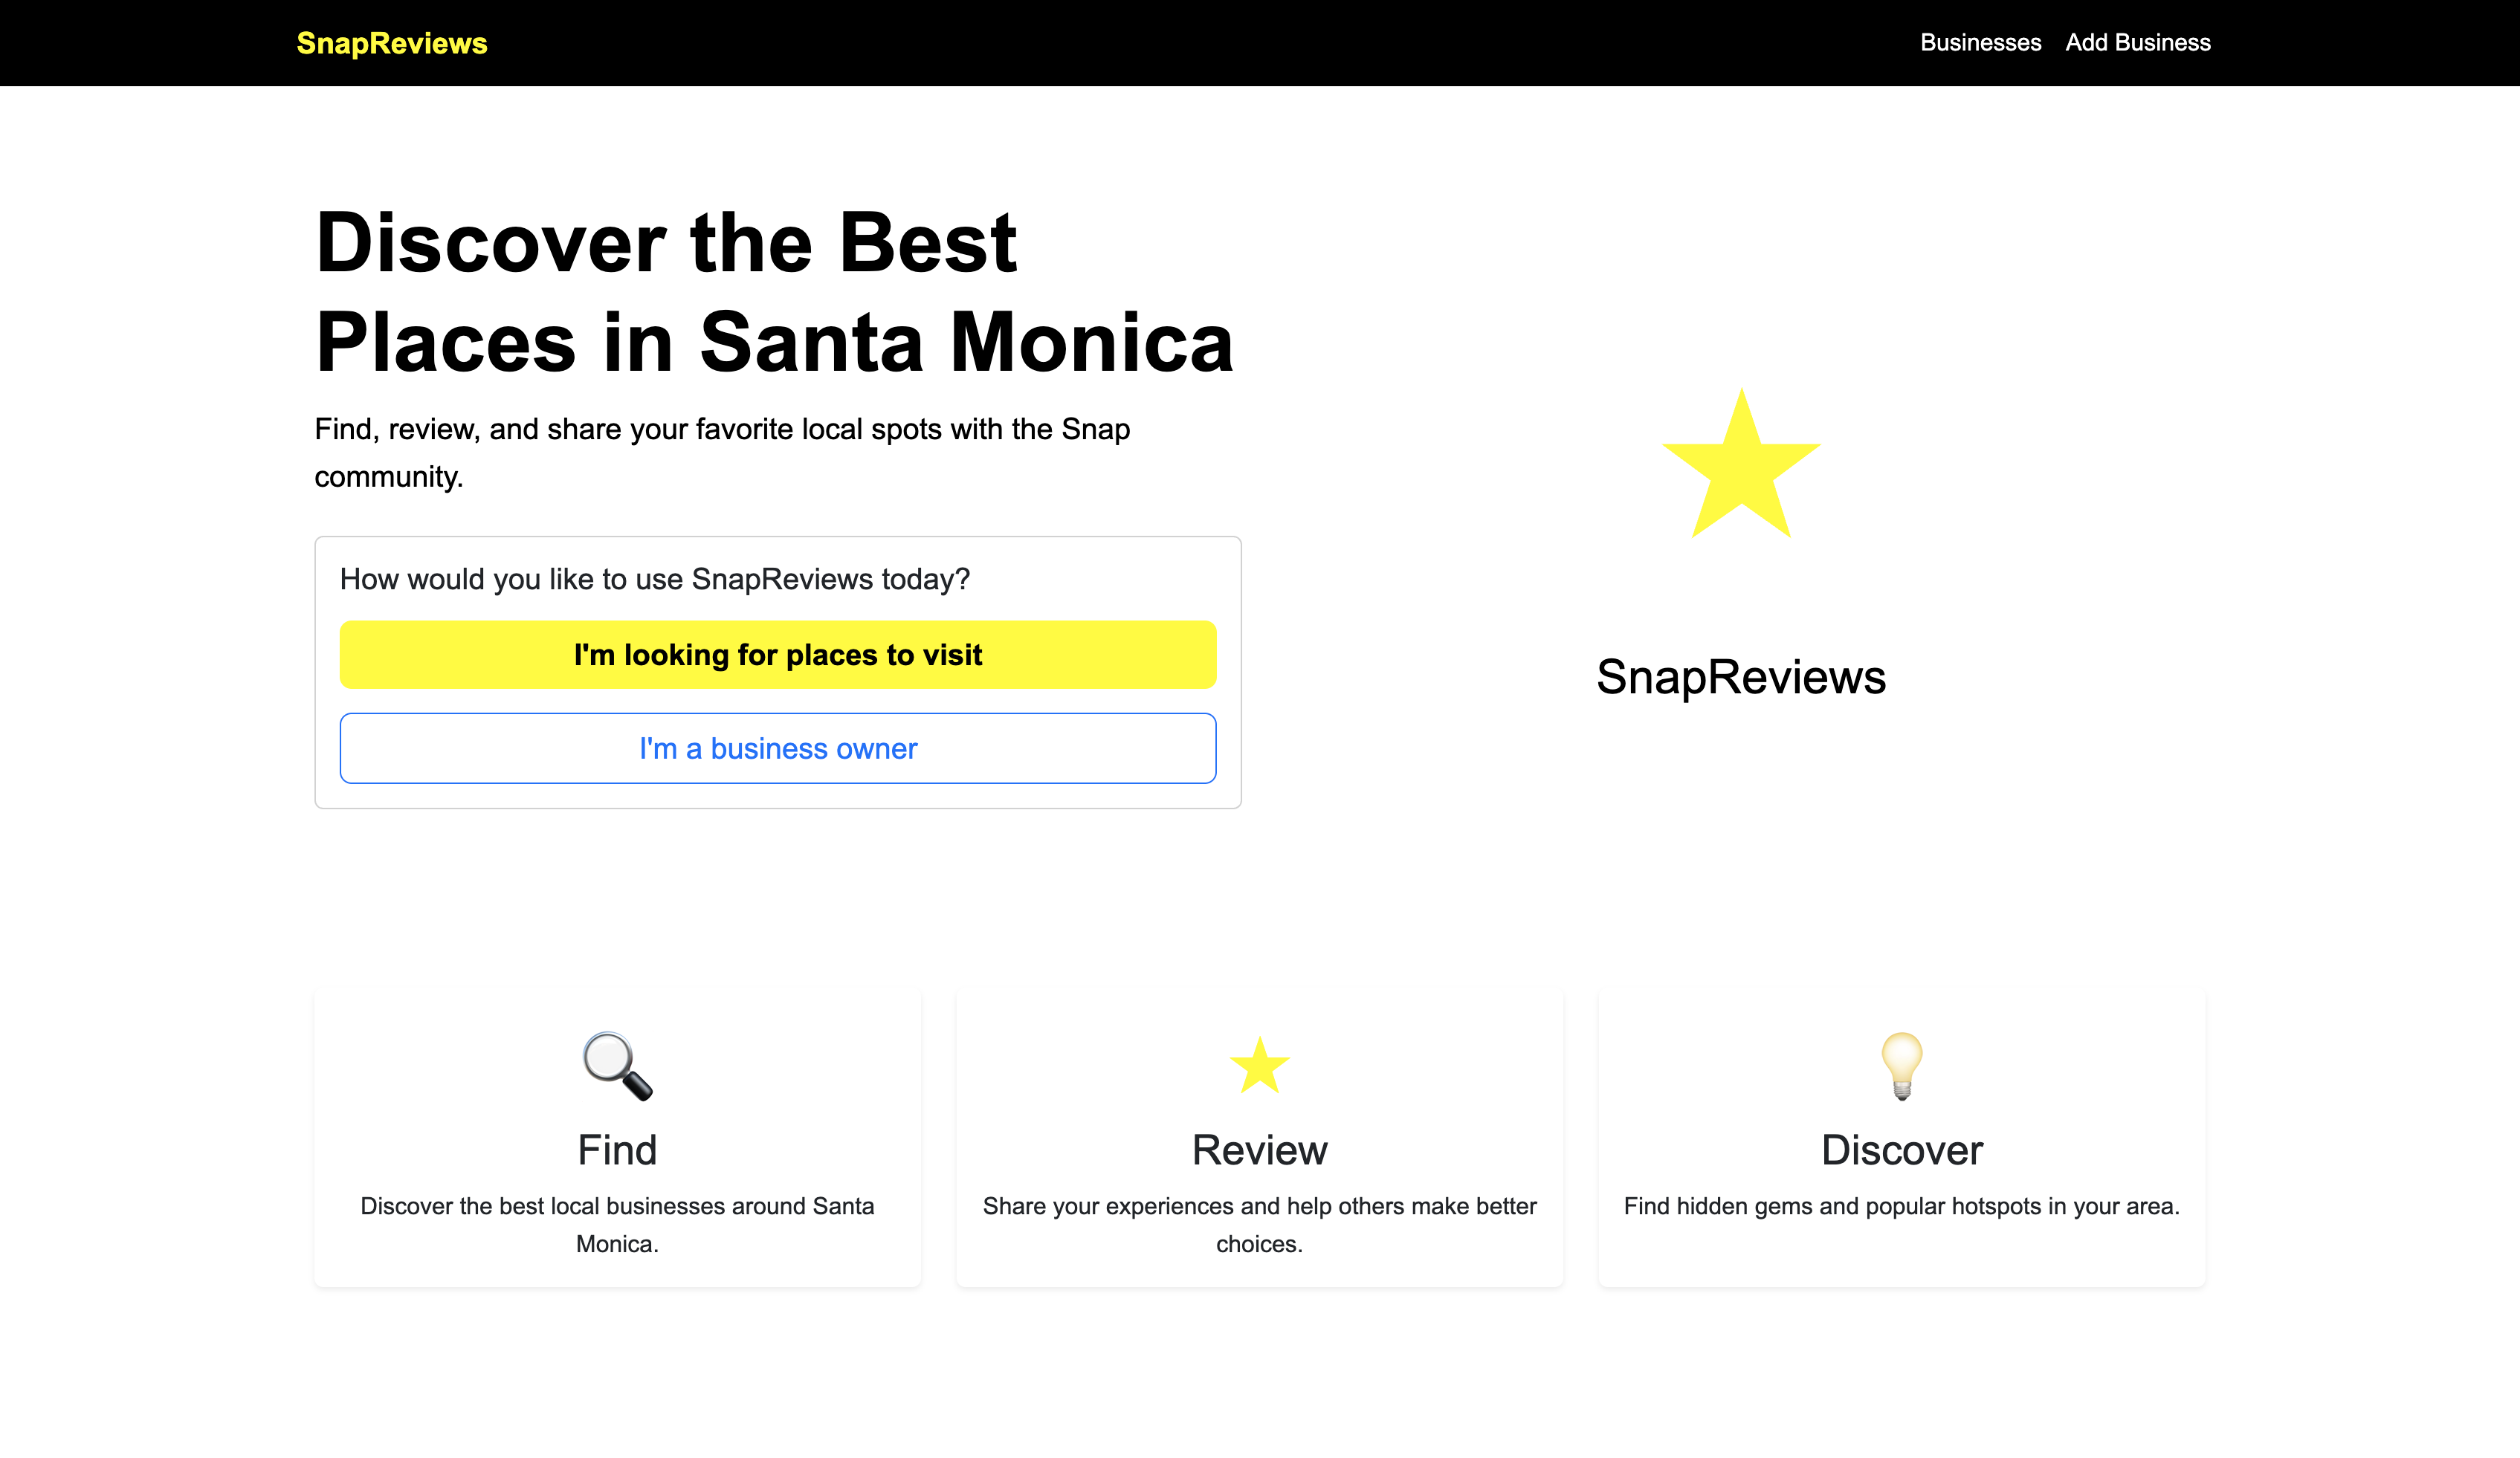 SnapReviews
Businesses Add Business
Discover the Best
Places in Santa Monica
Find, review, and share your favorite local spots with the Snap
community.
How would you like to use SnapReviews today?
I'm looking for places to visit
I'm a business owner
SnapReviews
Find
Discover the best local businesses around Santa
Monica.
Review
Share your experiences and help others make better
choices.
Discover
Find hidden gems and popular hotspots in your area.